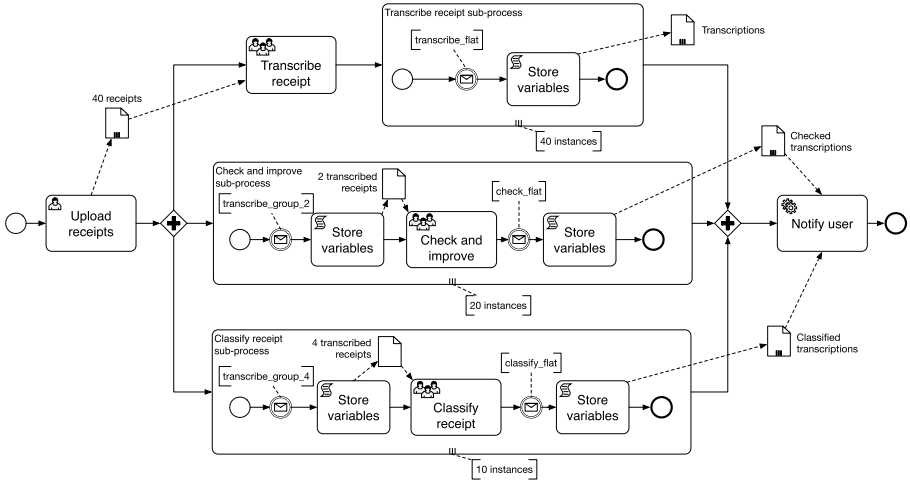 Transcribe receipt sub-process
transcribe_flat
Transcriptions
Transcribe
receipt
Store
variables
40 receipts
40 instances
Checked
transcriptions
Check and improve
sub-process
2 transcribed
receipts
transcribe_group_2
check_flat
Upload
receipts
Store
variables
Check and
improve
Store
variables
Notify user
20 instances
Classify receipt
sub-process
4 transcribed
receipts
Classified
transcriptions
transcribe_group_4
classify_flat
Store
variables
Classify
receipt
Store
variables
10 instances